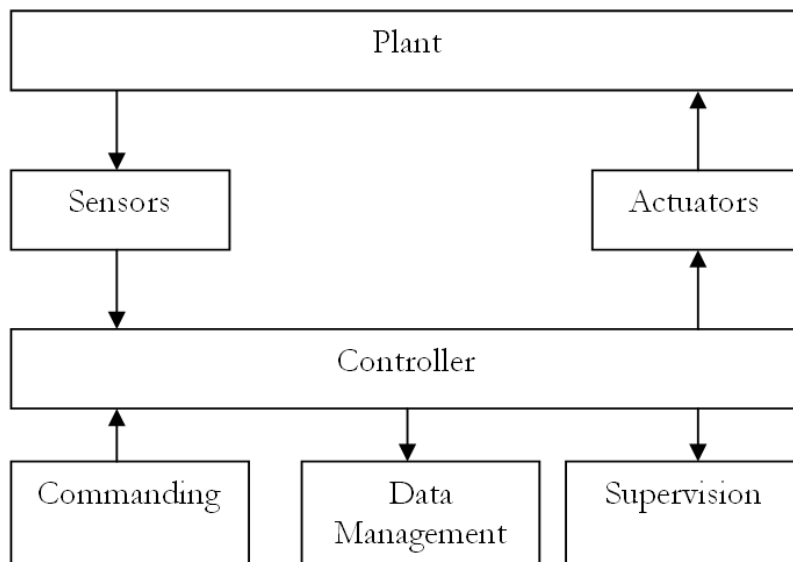 Plant
Sensors
Actuators
Controller
Commanding
Data
Management
Supervision